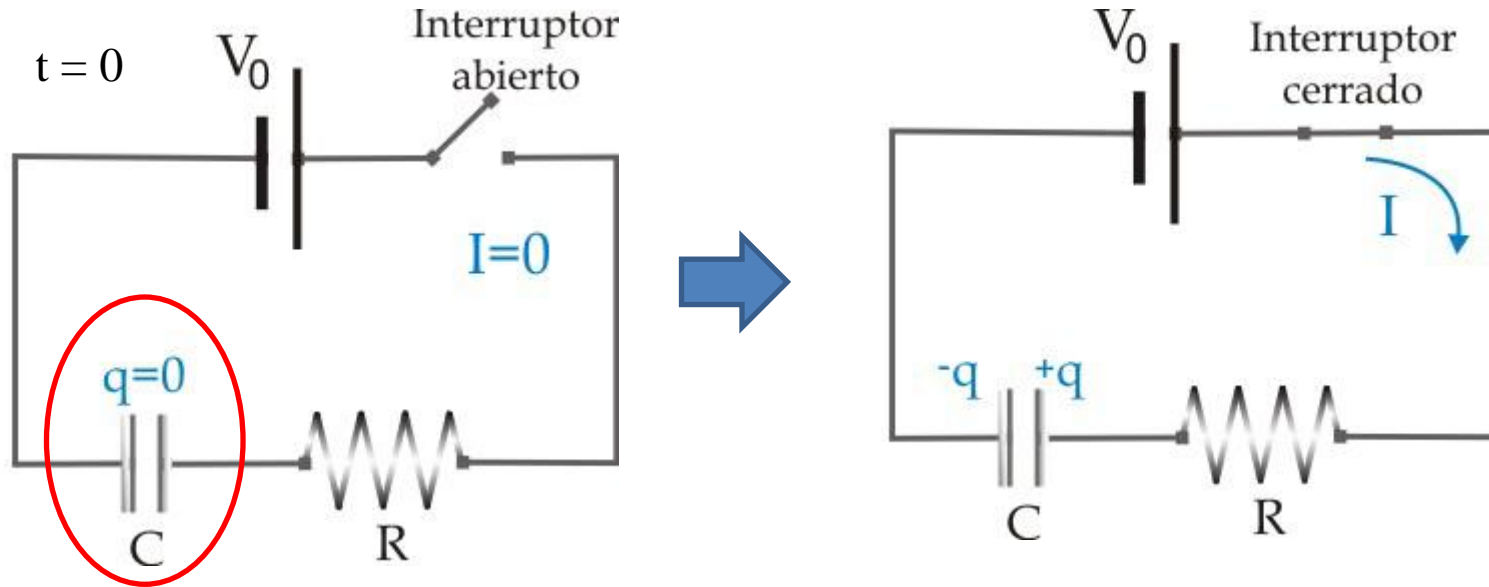 t = 0
V₀
Interruptor
abierto
I=0
q=0
C
R
V₀
Interruptor
cerrado
I
-q
+q
C
R